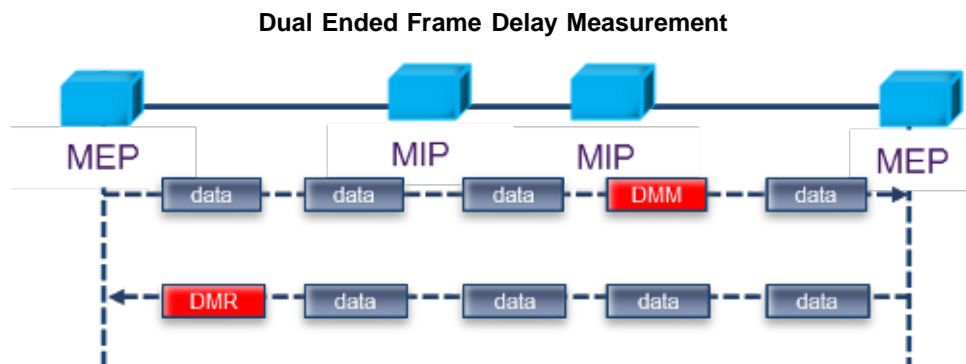 Dual Ended Frame Delay Measurement
MEP MIP MIP MEP
data data data DMM data
DMR data data data data